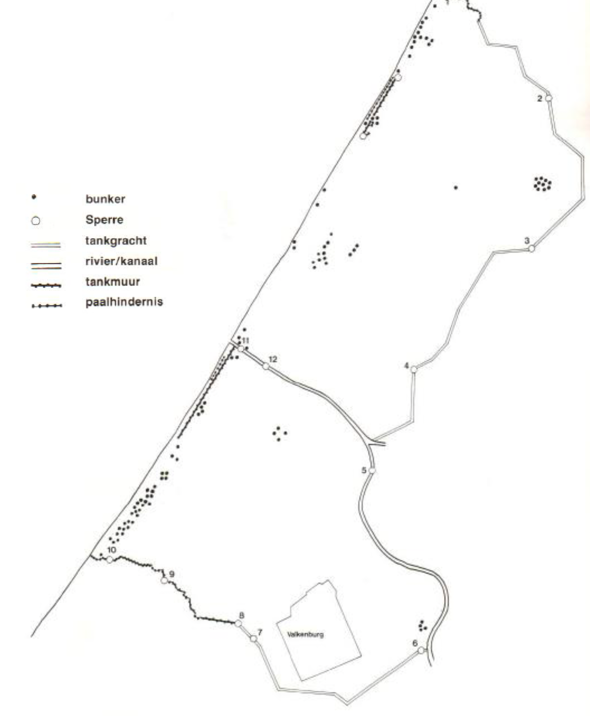 1
2
bunker
Sperre
tankgracht
rivier/kanaal
tankmuur
paalhindernis
3
11
12
4
5
10
9
8
7
Valkenburg
6